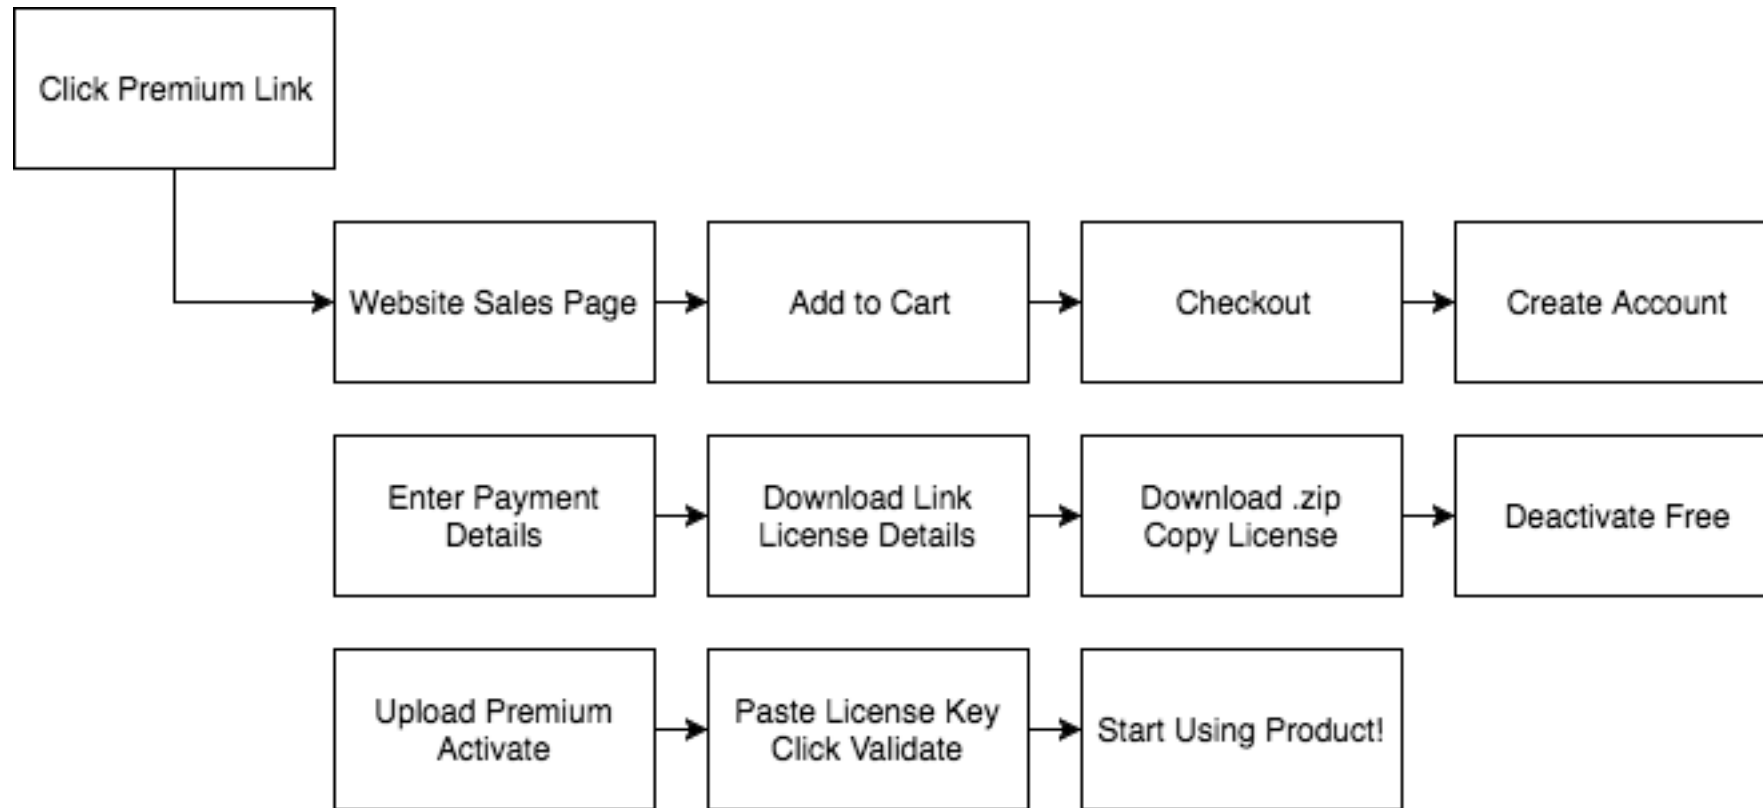 Click Premium Link
Website Sales Page
Add to Cart
Checkout
Create Account
Enter Payment
Details
Download Link
License Details
Download .zip
Copy License
Deactivate Free
Upload Premium
Activate
Paste License Key
Click Validate
Start Using Product!